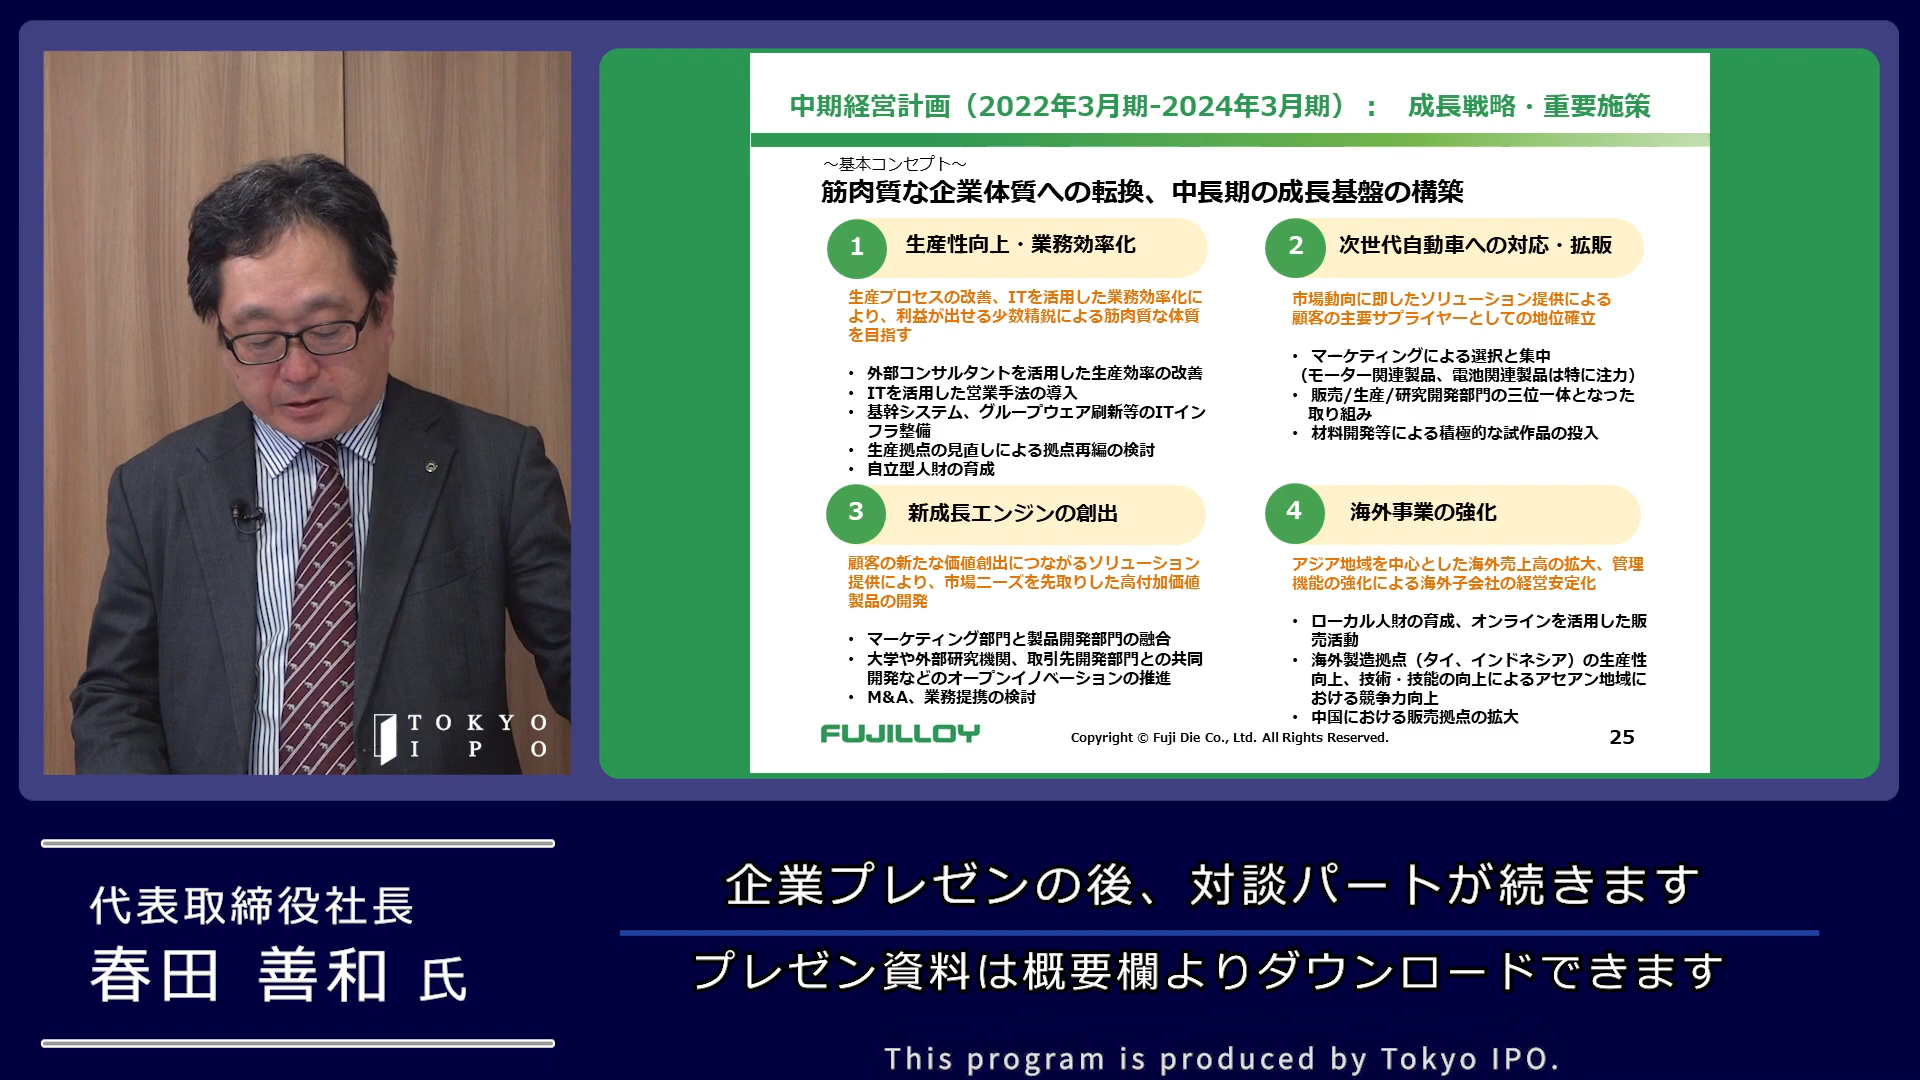 中期経営計画（2022年3月期-2024年3月期）： 成長戦略・重要施策
～基本コンセプト～
筋肉質な企業体質への転換、中長期の成長基盤の構築
1 生産性向上・業務効率化
生産プロセスの改善、ITを活用した業務効率化に
より、利益が出せる少数精鋭による筋肉質な体質
を目指す
• 外部コンサルタントを活用した生産効率の改善
• ITを活用した営業手法の導入
• 基幹システム、グループウェア刷新等のITイン
フラ整備
• 生産拠点の見直しによる拠点再編の検討
• 自立型人財の育成
2 次世代自動車への対応・拡販
市場動向に即したソリューション提供による
顧客の主要サプライヤーとしての地位確立
• マーケティングによる選択と集中
（モーター関連製品、電池関連製品は特に注力）
• 販売/生産/研究開発部門の三位一体となった
取り組み
• 材料開発等による積極的な試作品の投入
3 新成長エンジンの創出
顧客の新たな価値創出につながるソリューション
提供により、市場ニーズを先取りした高付加価値
製品の開発
• マーケティング部門と製品開発部門の融合
• 大学や外部研究機関、取引先開発部門との共同
開発などのオープンイノベーションの推進
• M&A、業務提携の検討
4 海外事業の強化
アジア地域を中心とした海外売上高の拡大、管理
機能の強化による海外子会社の経営安定化
• ローカル人財の育成、オンラインを活用した販
売活動
• 海外製造拠点（タイ、インドネシア）の生産性
向上、技術・技能の向上によるアセアン地域に
おける競争力向上
• 中国における販売拠点の拡大
FUJILLOY
Copyright © Fuji Die Co., Ltd. All Rights Reserved.
25
TOKYO
IPO
代表取締役社長
春田 善和 氏
企業プレゼンの後、対談パートが続きます
プレゼン資料は概要欄よりダウンロードできます
This program is produced by Tokyo IPO.